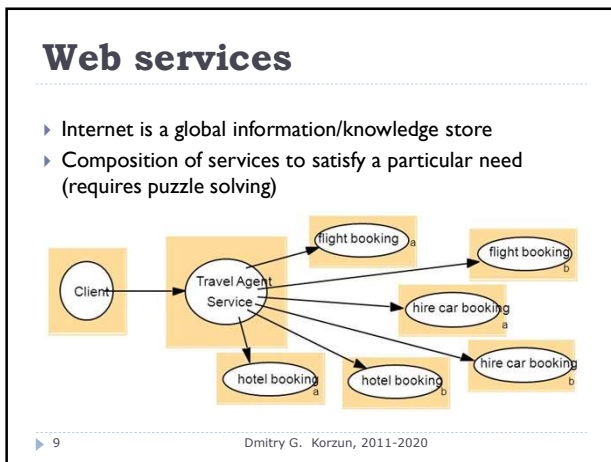 Web services
Internet is a global information/knowledge store
Composition of services to satisfy a particular need
(requires puzzle solving)
flight booking a
flight booking b
Client
Travel Agent
Service
hire car booking a
hire car booking b
hotel booking a
hotel booking b
9
Dmitry G. Korzun, 2011-2020